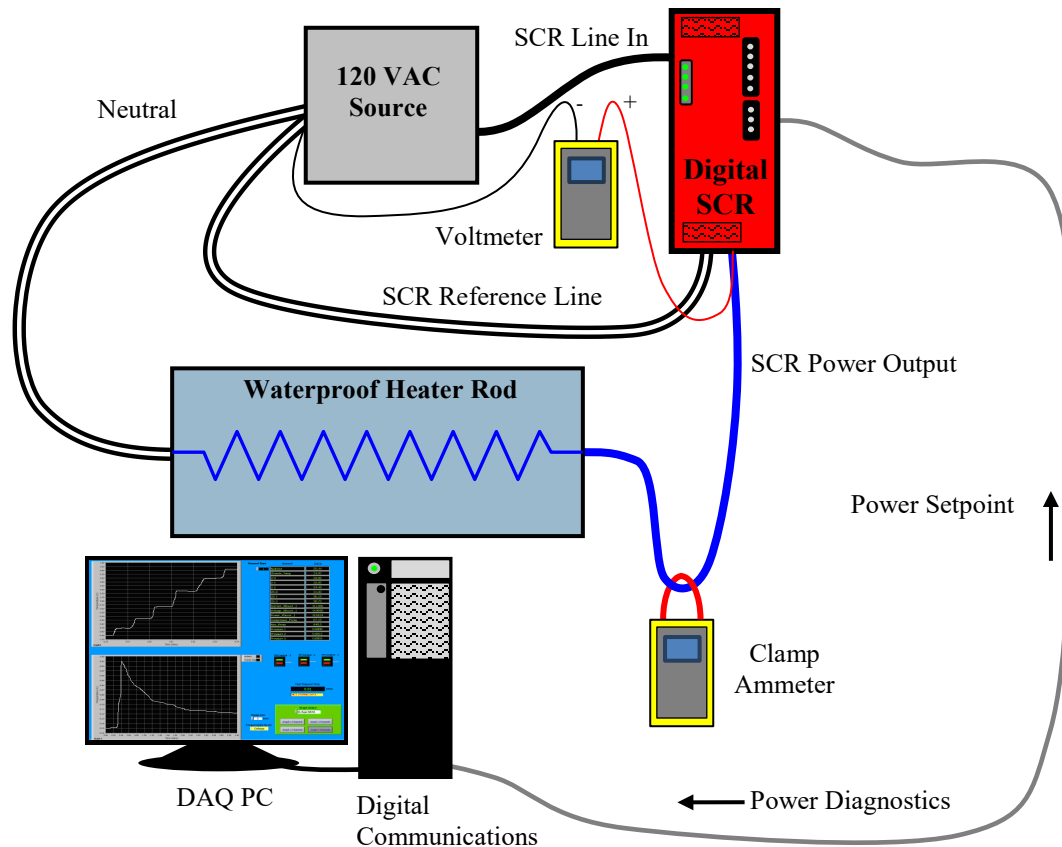 SCR Line In
120 VAC
Source
Neutral
-
+
Digital
SCR
Voltmeter
SCR Reference Line
SCR Power Output
Waterproof Heater Rod
Power Setpoint
Clamp
Ammeter
DAQ PC
Digital
Communications
Power Diagnostics